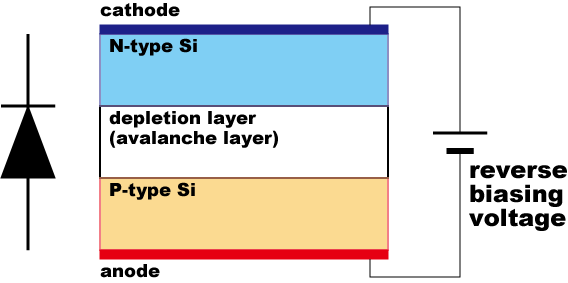 cathode
N-type Si
depletion layer
(avalanche layer)
P-type Si
anode
reverse
biasing
voltage